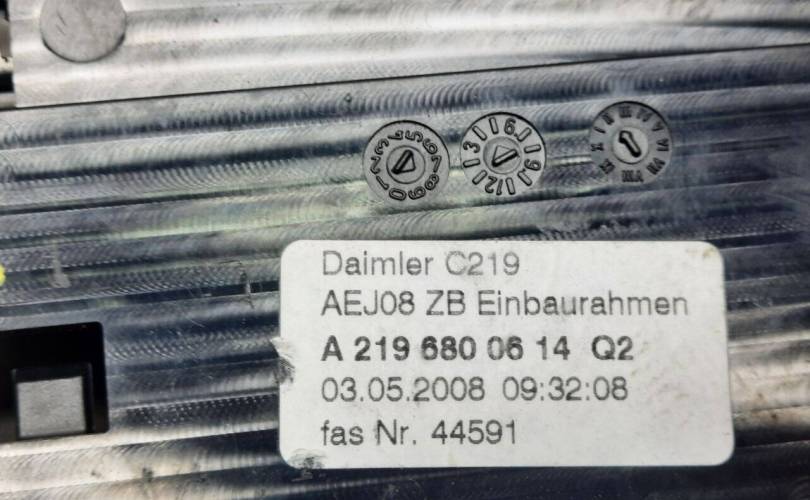 Daimler C219
AEJ08 ZB Einbaurahmen
A 219 680 06 14 Q2
03.05.2008 09:32:08
fas Nr. 44591